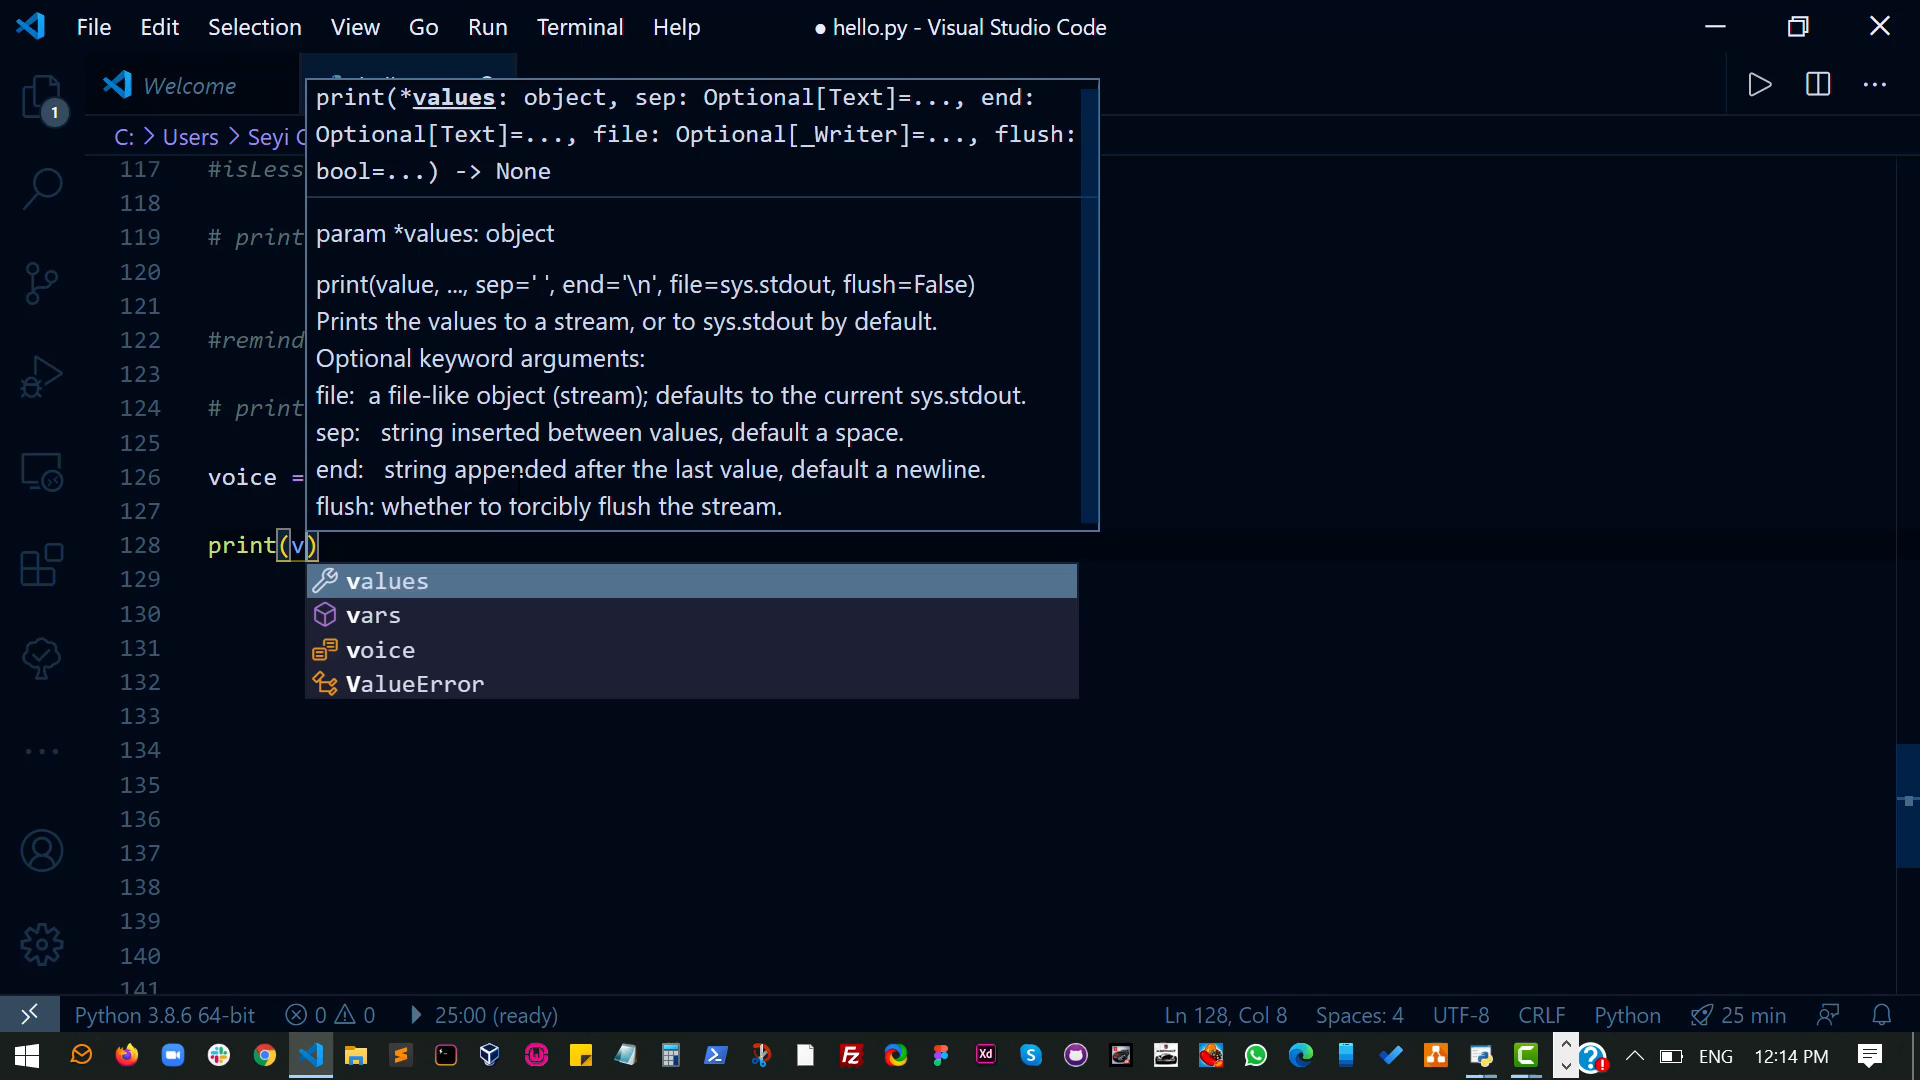 File Edit Selection View Go Run Terminal Help
● hello.py - Visual Studio Code
1
Welcome
C: > Users > Seyi
print(*values: object, sep: Optional[Text]=..., end:
Optional[Text]=..., file: Optional[_Writer]=..., flush:
bool=...) -> None
param *values: object
print(value, ..., sep=' ', end='\n', file=sys.stdout, flush=False)
Prints the values to a stream, or to sys.stdout by default.
Optional keyword arguments:
file: a file-like object (stream); defaults to the current sys.stdout.
sep: string inserted between values, default a space.
end: string appended after the last value, default a newline.
flush: whether to forcibly flush the stream.
117 #isLess
118
119 # print
120
121
122 #remind
123
124 # print
125
126 voice =
127
128 print(v)
values
vars
voice
ValueError
129
130
131
132
133
134
135
136
137
138
139
140
141
Python 3.8.6 64-bit 0 0 25:00 (ready) Ln 128, Col 8 Spaces: 4 UTF-8 CRLF Python 25 min
Xd
ENG 12:14 PM